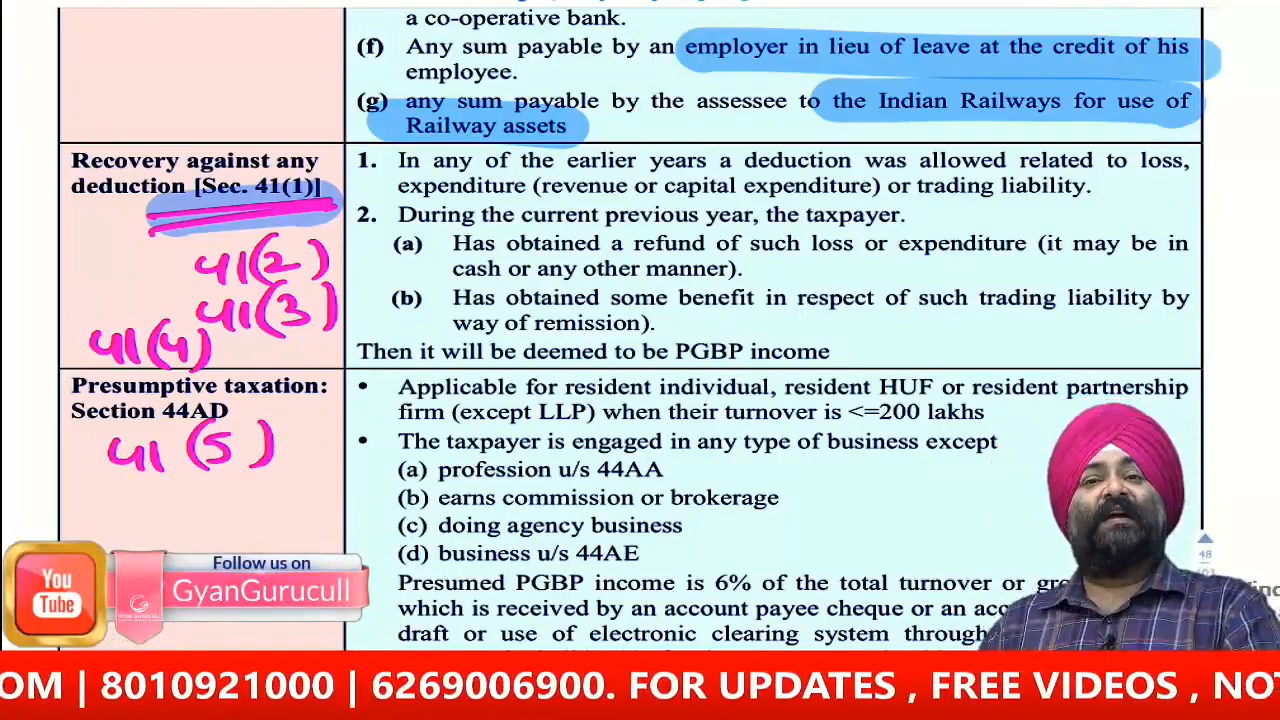 a co-operative bank.
(f) Any sum payable by an employer in lieu of leave at the credit of his
employee.
(g) any sum payable by the assessee to the Indian Railways for use of
Railway assets
Recovery against any
deduction [Sec. 41(1)]
41(2)
41(3)
41(4)
1. In any of the earlier years a deduction was allowed related to loss,
expenditure (revenue or capital expenditure) or trading liability.
2. During the current previous year, the taxpayer.
(a) Has obtained a refund of such loss or expenditure (it may be in
cash or any other manner).
(b) Has obtained some benefit in respect of such trading liability by
way of remission).
Then it will be deemed to be PGBP income
Presumptive taxation:
Section 44AD
41(5)
• Applicable for resident individual, resident HUF or resident partnership
firm (except LLP) when their turnover is <=200 lakhs
• The taxpayer is engaged in any type of business except
(a) profession u/s 44AA
(b) earns commission or brokerage
(c) doing agency business
(d) business u/s 44AE
Presumed PGBP income is 6% of the total turnover or
which is received by an account payee cheque or an
draft or use of electronic clearing system through
48
You
Tube
Follow us on
GyanGurucull
OM | 8010921000 | 6269006900. FOR UPDATES , FREE VIDEOS ,